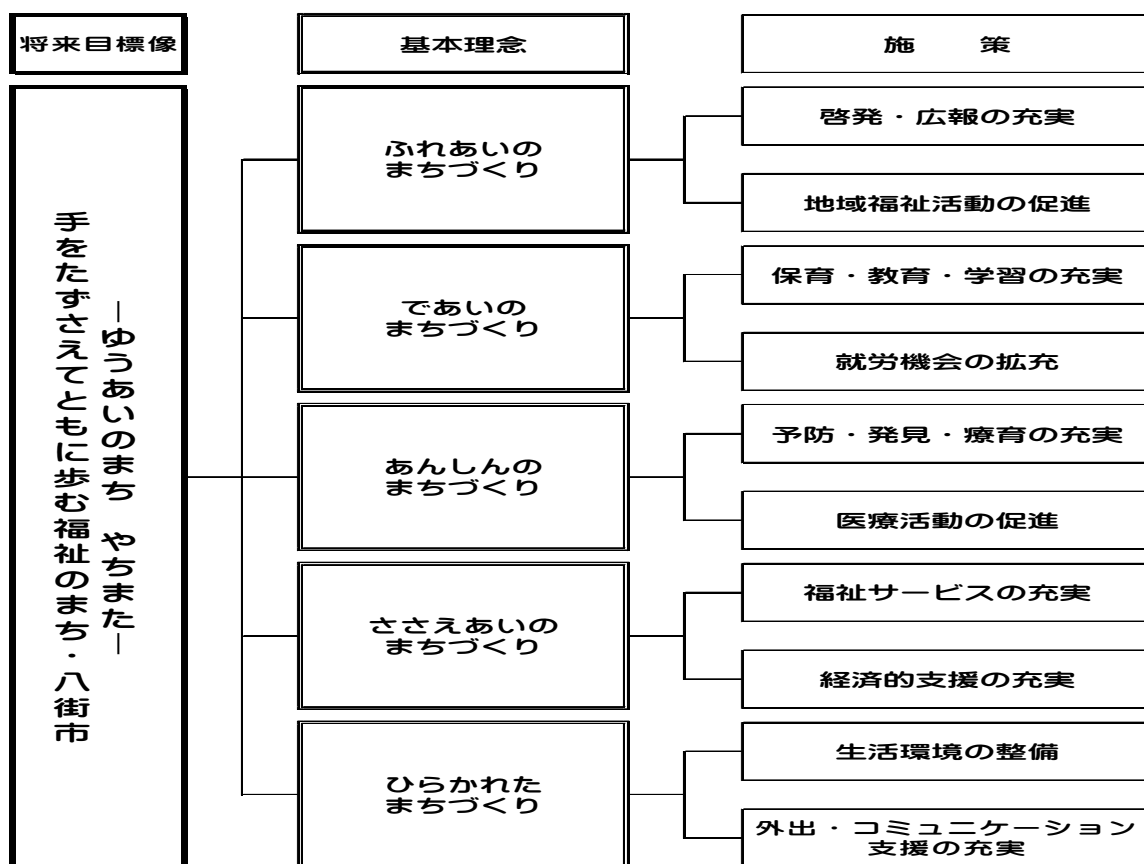 将来目標像
基本理念
施　　策
手をたずさえてともに歩む福祉のまち・八街市
―ゆうあいのまち　やちまた―
ふれあいの
まちづくり
啓発・広報の充実
地域福祉活動の促進
であいの
まちづくり
保育・教育・学習の充実
就労機会の拡充
あんしんの
まちづくり
予防・発見・療育の充実
医療活動の促進
ささえあいの
まちづくり
福祉サービスの充実
経済的支援の充実
ひらかれた
まちづくり
生活環境の整備
外出・コミュニケーション
支援の充実